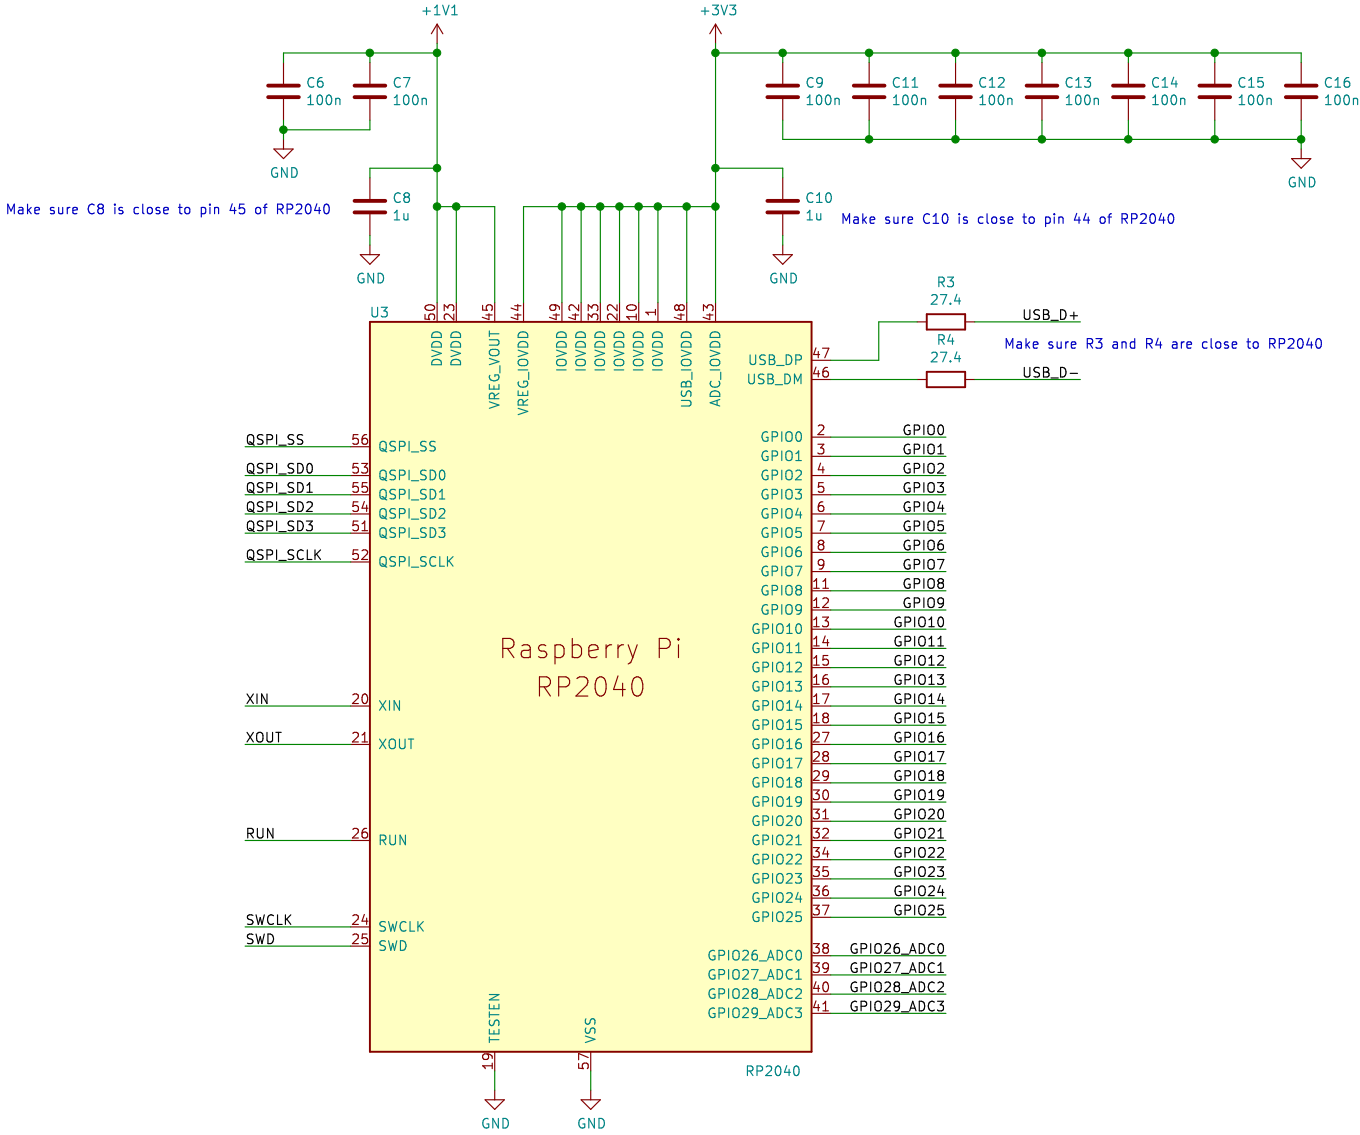 +1V1
+3V3
C6
100n
C7
100n
C9
100n
C11
100n
C12
100n
C13
100n
C14
100n
C15
100n
C16
100n
GND
GND
Make sure C8 is close to pin 45 of RP2040
C8
1u
C10
1u
Make sure C10 is close to pin 44 of RP2040
GND
GND
U3
50
23
45
44
49
42
33
22
10
1
48
43
DVDD
DVDD
VREG_VOUT
VREG_IOVDD
IOVDD
IOVDD
IOVDD
IOVDD
IOVDD
IOVDD
USB_IOVDD
ADC_IOVDD
R3
27.4
USB_D+
Make sure R3 and R4 are close to RP2040
R4
27.4
USB_D-
USB_DP 47
USB_DM 46
QSPI_SS 56 QSPI_SS
QSPI_SD0 53 QSPI_SD0
QSPI_SD1 55 QSPI_SD1
QSPI_SD2 54 QSPI_SD2
QSPI_SD3 51 QSPI_SD3
QSPI_SCLK 52 QSPI_SCLK
XIN 20 XIN
XOUT 21 XOUT
RUN 26 RUN
SWCLK 24 SWCLK
SWD 25 SWD
Raspberry Pi
RP2040
GPIO0 2 GPIO0
GPIO1 3 GPIO1
GPIO2 4 GPIO2
GPIO3 5 GPIO3
GPIO4 6 GPIO4
GPIO5 7 GPIO5
GPIO6 8 GPIO6
GPIO7 9 GPIO7
GPIO8 11 GPIO8
GPIO9 12 GPIO9
GPIO10 13 GPIO10
GPIO11 14 GPIO11
GPIO12 15 GPIO12
GPIO13 16 GPIO13
GPIO14 17 GPIO14
GPIO15 18 GPIO15
GPIO16 27 GPIO16
GPIO17 28 GPIO17
GPIO18 29 GPIO18
GPIO19 30 GPIO19
GPIO20 31 GPIO20
GPIO21 32 GPIO21
GPIO22 34 GPIO22
GPIO23 35 GPIO23
GPIO24 36 GPIO24
GPIO25 37 GPIO25
GPIO26_ADC0 38 GPIO26_ADC0
GPIO27_ADC1 39 GPIO27_ADC1
GPIO28_ADC2 40 GPIO28_ADC2
GPIO29_ADC3 41 GPIO29_ADC3
TESTEN
VSS
19
57
RP2040
GND
GND